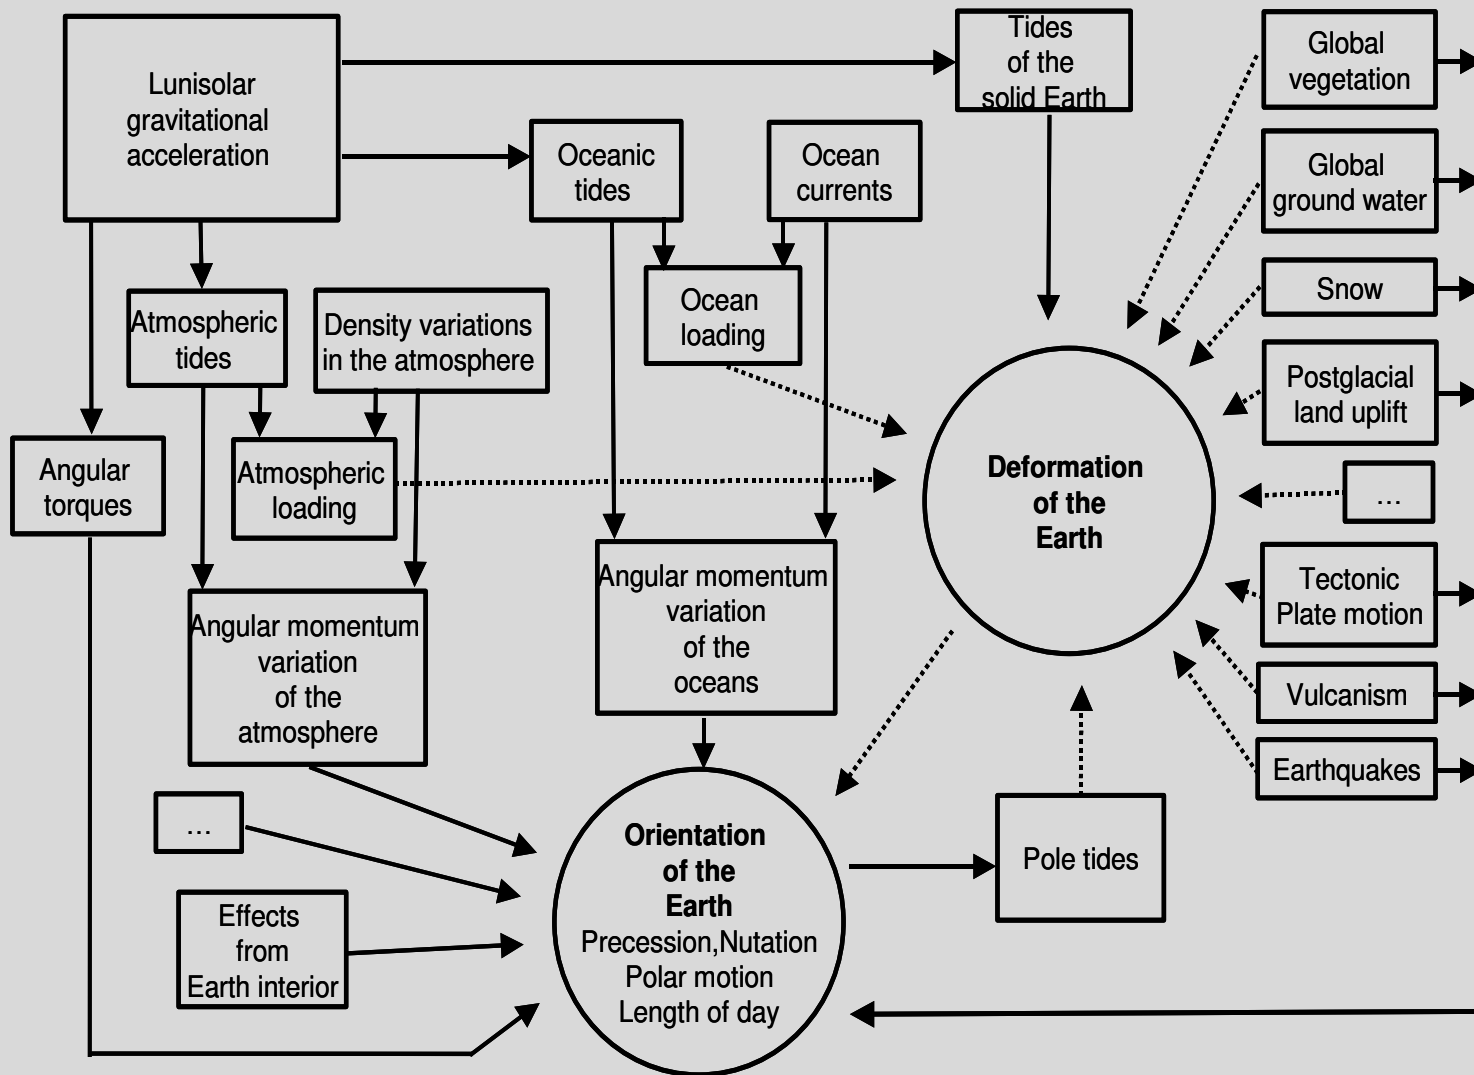 Lunisolar
gravitational
acceleration
Tides
of the
solid Earth
Global
vegetation
Oceanic
tides
Ocean
currents
Global
ground water
Snow
Atmospheric
tides
Density variations
in the atmosphere
Ocean
loading
Postglacial
land uplift
Angular
torques
Atmospheric
loading
Deformation
of the
Earth
...
Angular momentum
variation
of the
atmosphere
Angular momentum
variation
of the
oceans
Tectonic
Plate motion
Vulcanism
Earthquakes
...
Orientation
of the
Earth
Precession,Nutation
Polar motion
Length of day
Pole tides
Effects
from
Earth interior